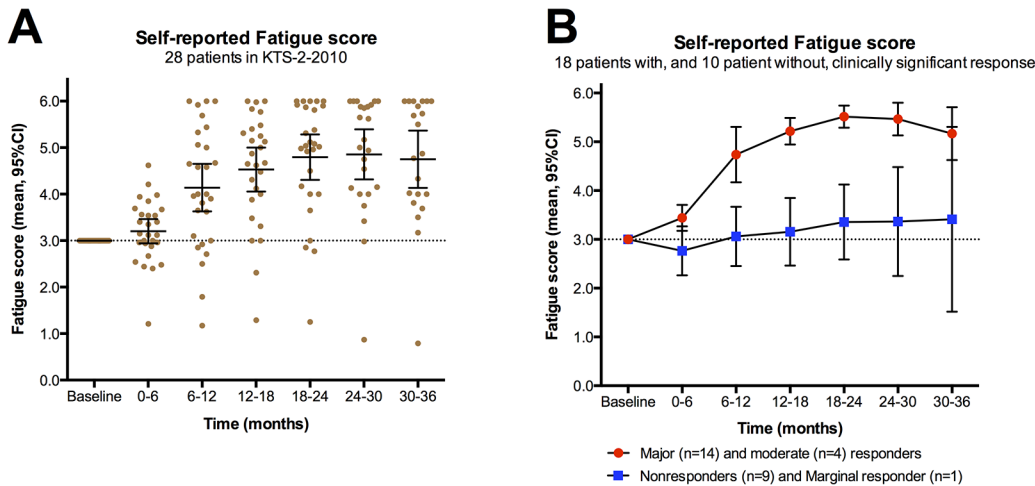 A
Self-reported Fatigue score
28 patients in KTS-2-2010
Fatigue score (mean, 95%CI)
6.0
5.0
4.0
3.0
2.0
1.0
0.0
Baseline
0-6
6-12
12-18
18-24
24-30
30-36
Time (months)
B
Self-reported Fatigue score
18 patients with, and 10 patient without, clinically significant response
Fatigue score (mean, 95%CI)
6.0
5.0
4.0
3.0
2.0
1.0
0.0
Baseline
0-6
6-12
12-18
18-24
24-30
30-36
Time (months)
Major (n=14) and moderate (n=4) responders
Nonresponders (n=9) and Marginal responder (n=1)